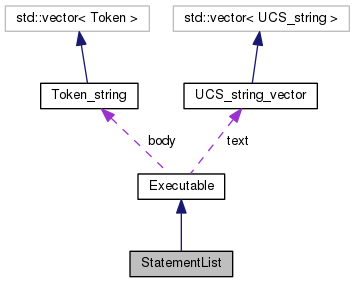 std::vector< Token >
std::vector< UCS_string >
Token_string
UCS_string_vector
body
text
Executable
StatementList